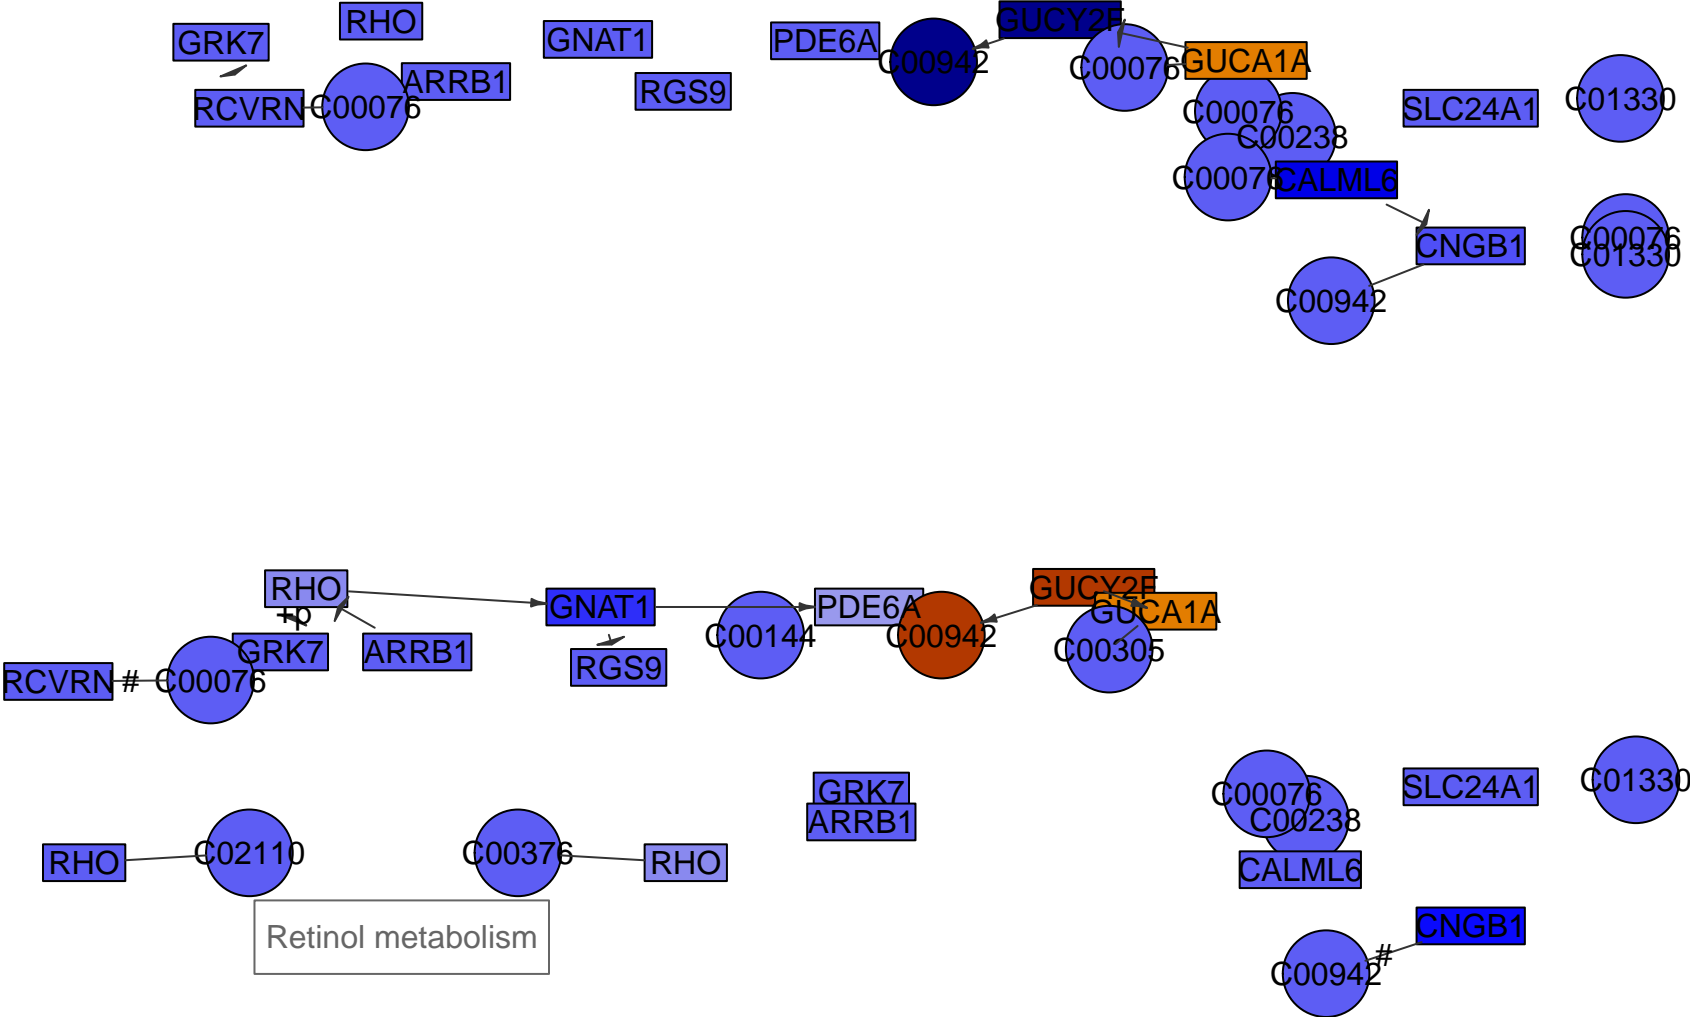 RHO
GRK7
GNAT1
PDE6A
GUCY2F
C00942
C00076
GUCA1A
ARRB1
RGS9
RCVRN
C00076
C00076
C00238
SLC24A1
C01330
C00076
CALML6
CNGB1
C00076
C01330
C00942
RHO
+p
GNAT1
PDE6A
GUCY2F
GUCA1A
C00144
C00942
C00305
GRK7
ARRB1
RGS9
RCVRN
#
C00076
GRK7
ARRB1
C00076
C00238
SLC24A1
C01330
RHO
C02110
C00376
RHO
CALML6
Retinol metabolism
CNGB1
#
C00942